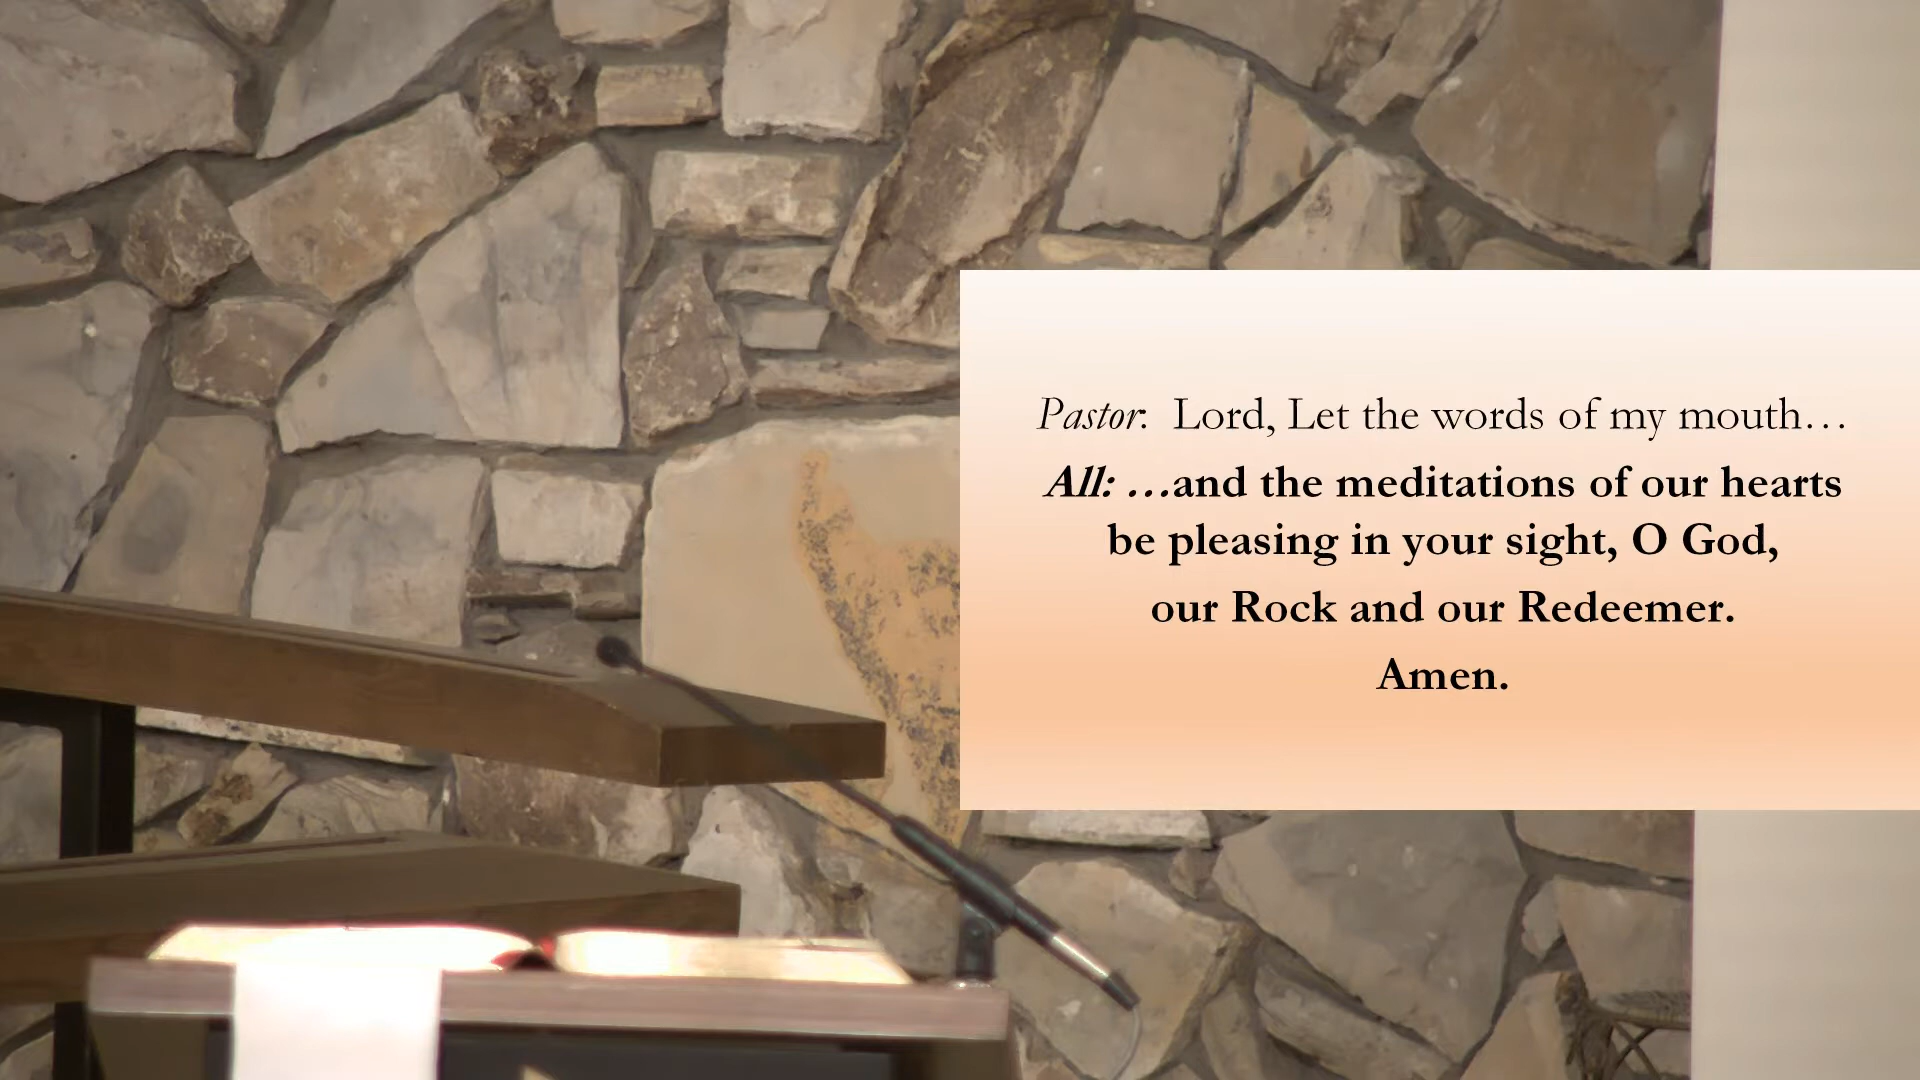 Pastor:  Lord, Let the words of my mouth…
All: …and the meditations of our hearts
be pleasing in your sight, O God,
our Rock and our Redeemer.
Amen.